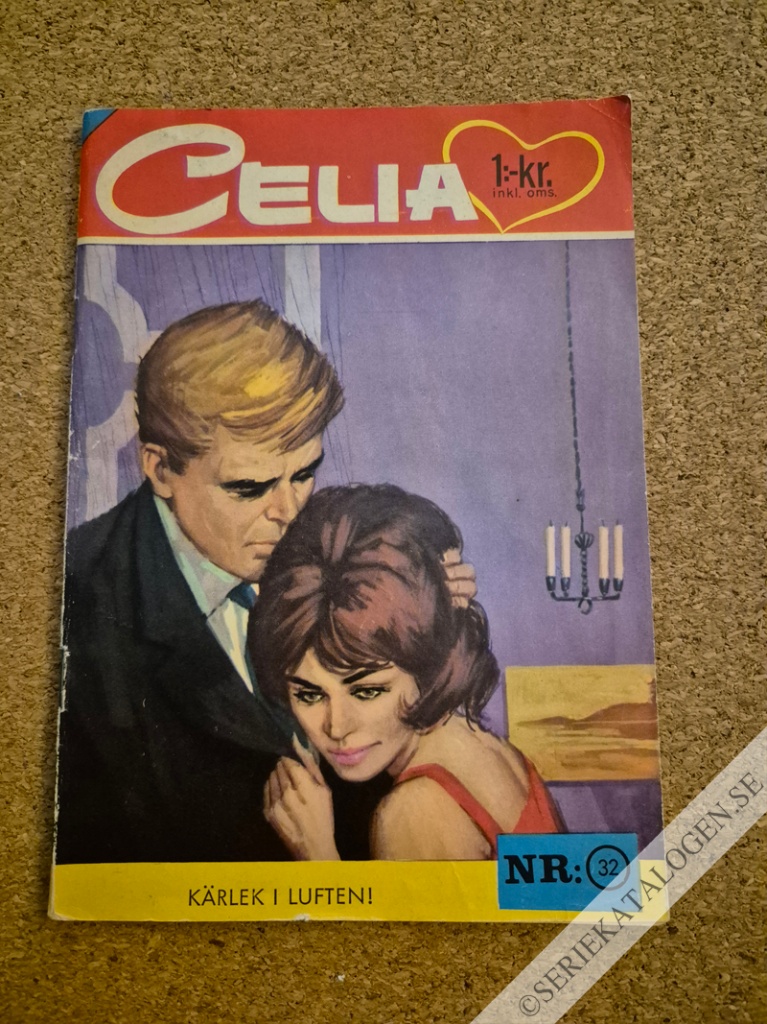 CELIA
1:-kr.
inkl. oms.
NR: 32
KÄRLEK I LUFTEN!
©SERIEKATALOGEN.SE